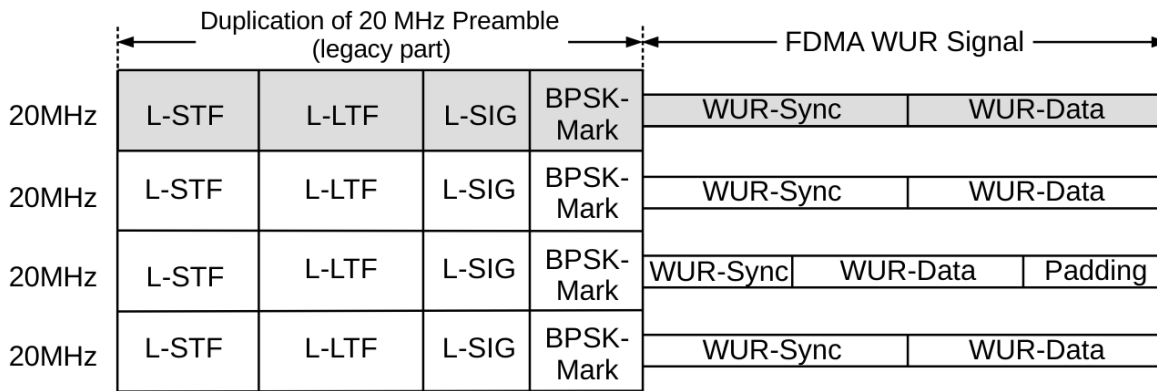 Duplication of 20 MHz Preamble
(legacy part)
FDMA WUR Signal
20MHz L-STF L-LTF L-SIG BPSK-
Mark WUR-Sync WUR-Data
20MHz L-STF L-LTF L-SIG BPSK-
Mark WUR-Sync WUR-Data
20MHz L-STF L-LTF L-SIG BPSK-
Mark WUR-Sync WUR-Data Padding
20MHz L-STF L-LTF L-SIG BPSK-
Mark WUR-Sync WUR-Data